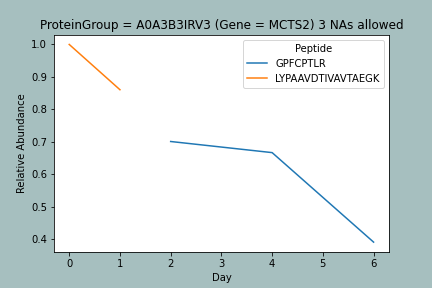 ProteinGroup = A0A3B3IRV3 (Gene = MCTS2) 3 NAs allowed
Peptide
GPFCPTLR
LYPAAVDTIVAVTAEGK
Relative Abundance
1.0
0.9
0.8
0.7
0.6
0.5
0.4
0 1 2 3 4 5 6
Day